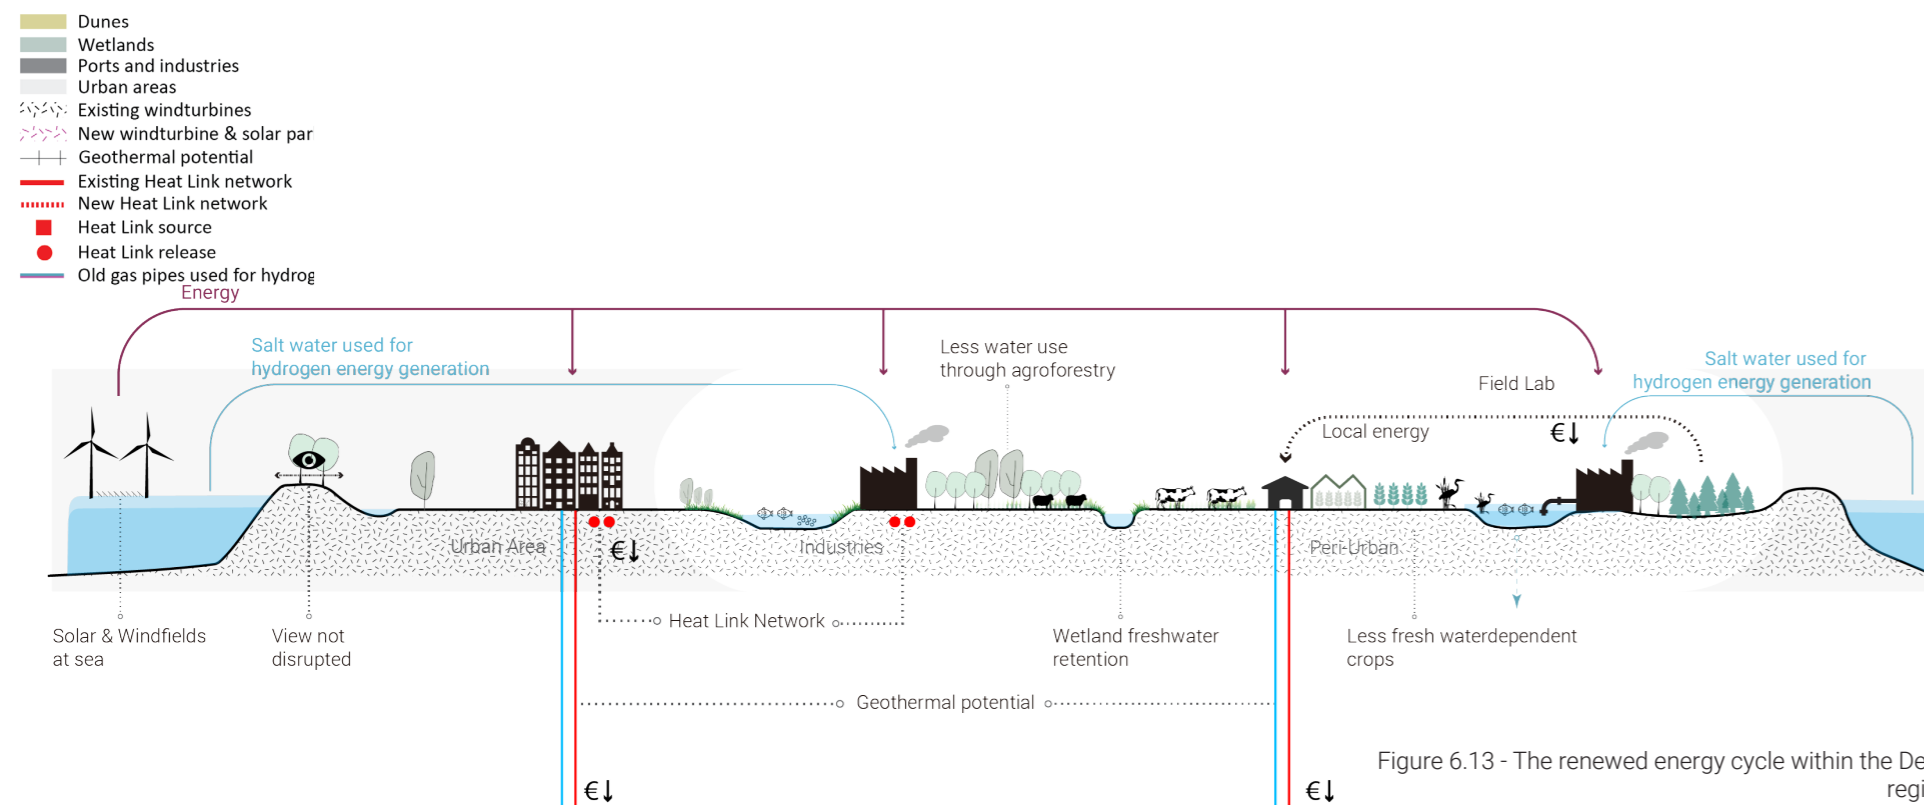 Dunes
Wetlands
Ports and industries
Urban areas
Existing windturbines
New windturbine & solar par
Geothermal potential
Existing Heat Link network
New Heat Link network
Heat Link source
Heat Link release
Old gas pipes used for hydrog
Energy
Salt water used for
hydrogen energy generation
Less water use
through agroforestry
Salt water used for
hydrogen energy generation
Field Lab
Local energy
€↓
Urban Area
€↓
Industries
Peri-Urban
Heat Link Network
Solar & Windfields
at sea
View not
disrupted
Wetland freshwater
retention
Less fresh waterdependent
crops
Geothermal potential
Figure 6.13 - The renewed energy cycle within the De
regi
€↓
€↓